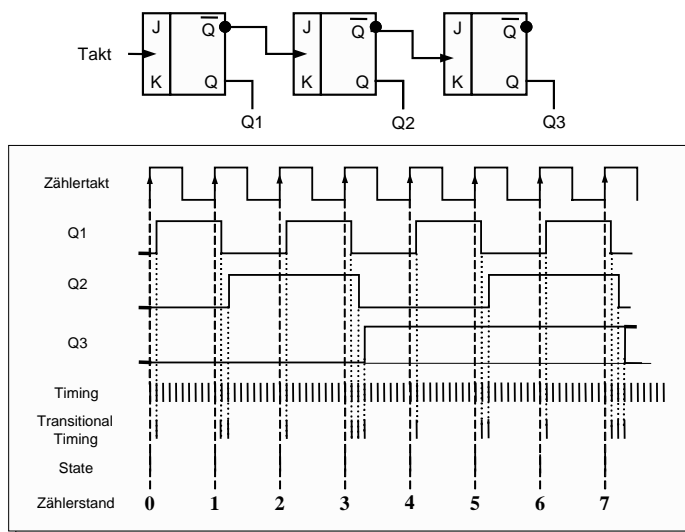 J Q J Q J Q
Takt
K Q K Q K Q
Q1 Q2 Q3
Zählertakt
Q1
Q2
Q3
Timing
Transitional
Timing
State
Zählerstand 0 1 2 3 4 5 6 7